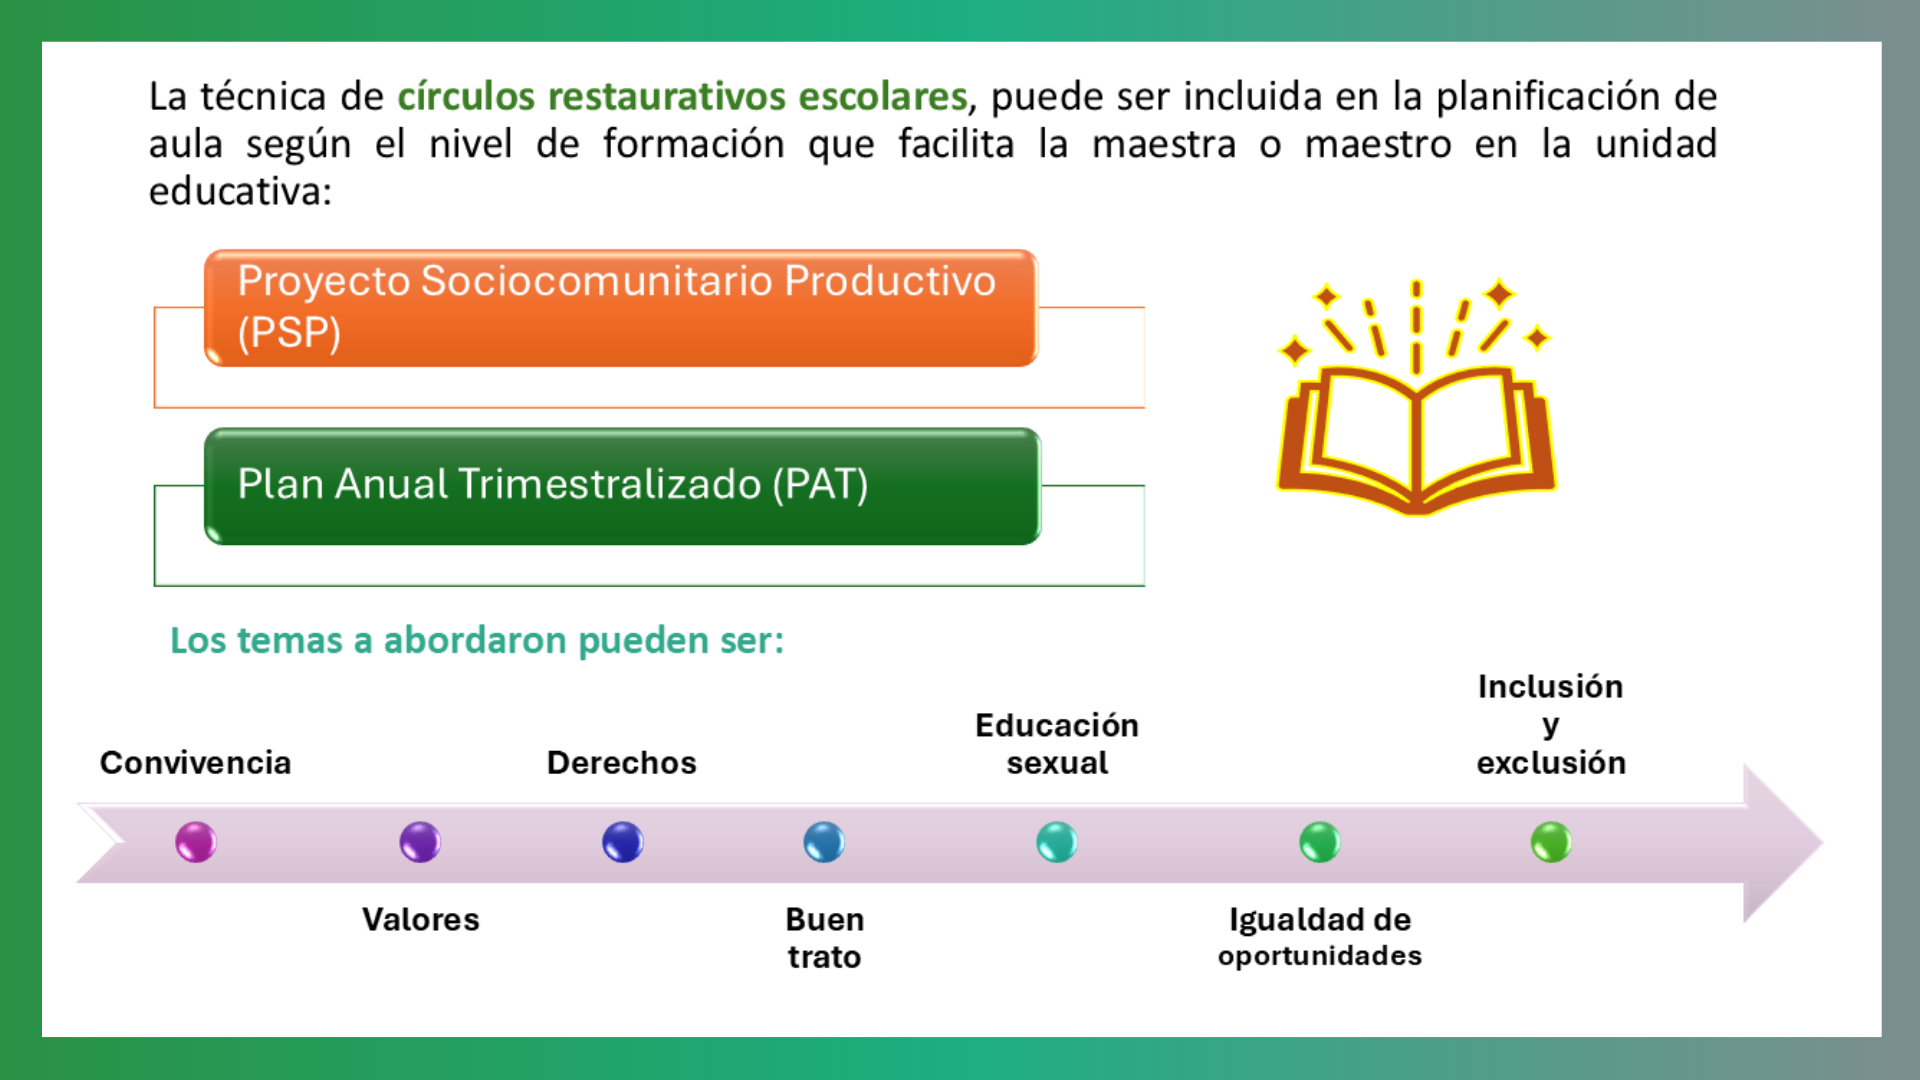 La técnica de círculos restaurativos escolares, puede ser incluida en la planificación de
aula según el nivel de formación que facilita la maestra o maestro en la unidad
educativa:
Proyecto Sociocomunitario Productivo
(PSP)
Plan Anual Trimestralizado (PAT)
Los temas a abordaron pueden ser:
Convivencia
Valores
Derechos
Buen
trato
Educación
sexual
Igualdad de
oportunidades
Inclusión
y
exclusión